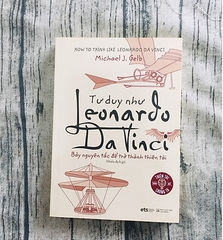 HOW TO THINK LIKE LEONARDO DA VINCI
Michael J. Gelb
Tư duy như
Leonardo
Da Vinci
Bảy nguyên tắc để trở thành thiên tài